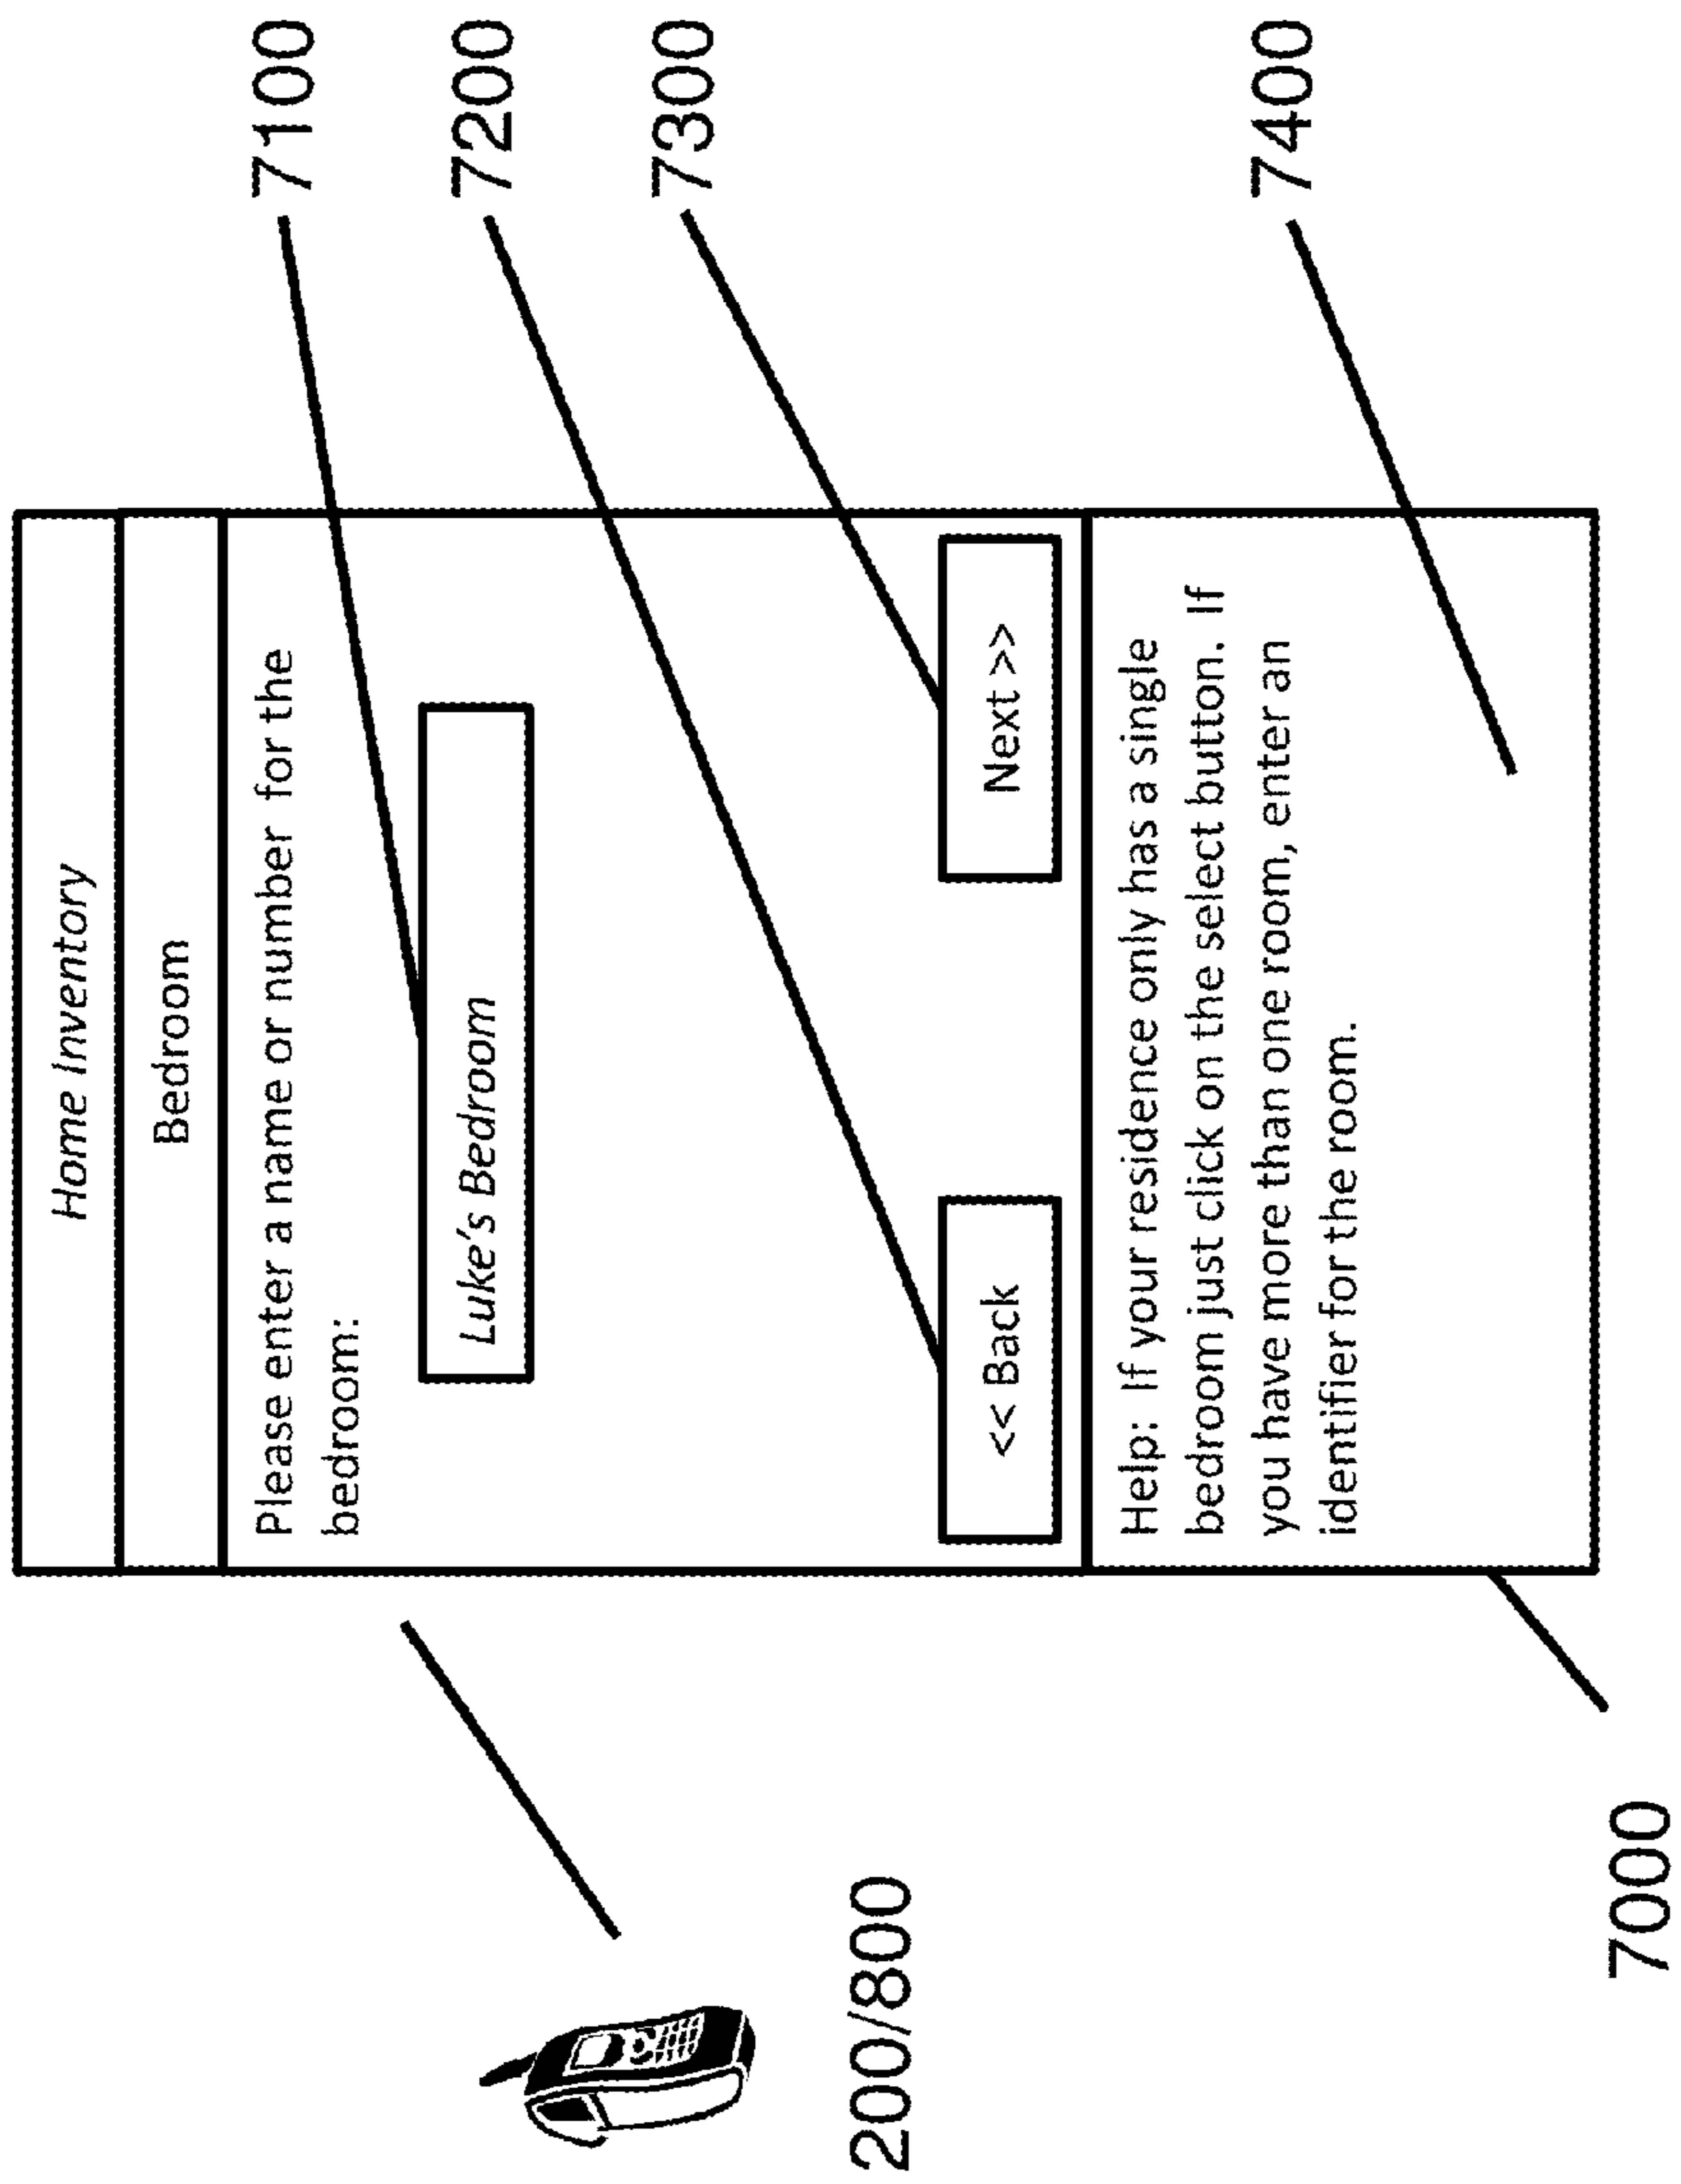 Home Inventory
Bedroom
Please enter a name or number for the
bedroom:
Luke's Bedroom
<< Back
Next >>
Help: If your residence only has a single
bedroom just click on the select button. If
you have more than one room, enter an
identifier for the room.
7100
7200
7300
7400
200/800
7000